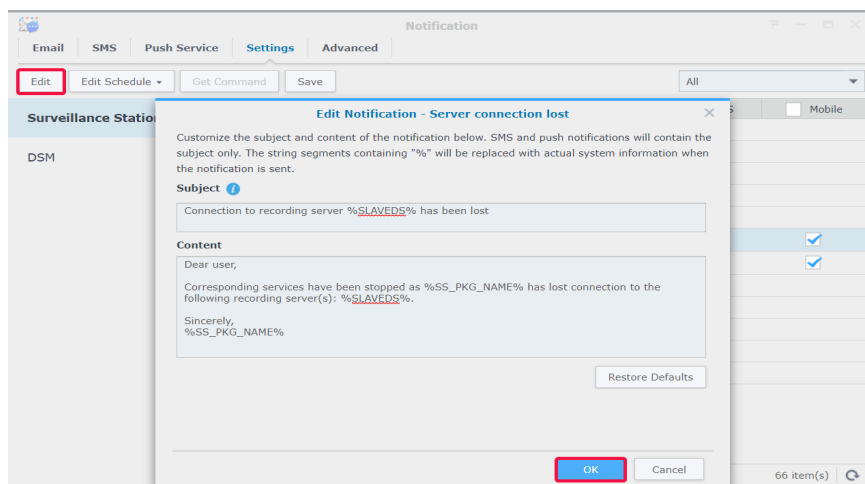 Notification
Email SMS Push Service Settings Advanced
Edit Edit Schedule Get Command Save All
Surveillance Statio
DSM
Mobile
Edit Notification - Server connection lost
Customize the subject and content of the notification below. SMS and push notifications will contain the
subject only. The string segments containing "%" will be replaced with actual system information when
the notification is sent.
Subject
Connection to recording server %SLAVEDS% has been lost
Content
Dear user,
Corresponding services have been stopped as %SS_PKG_NAME% has lost connection to the
following recording server(s): %SLAVEDS%.
Sincerely,
%SS_PKG_NAME%
Restore Defaults
OK Cancel
66 item(s)